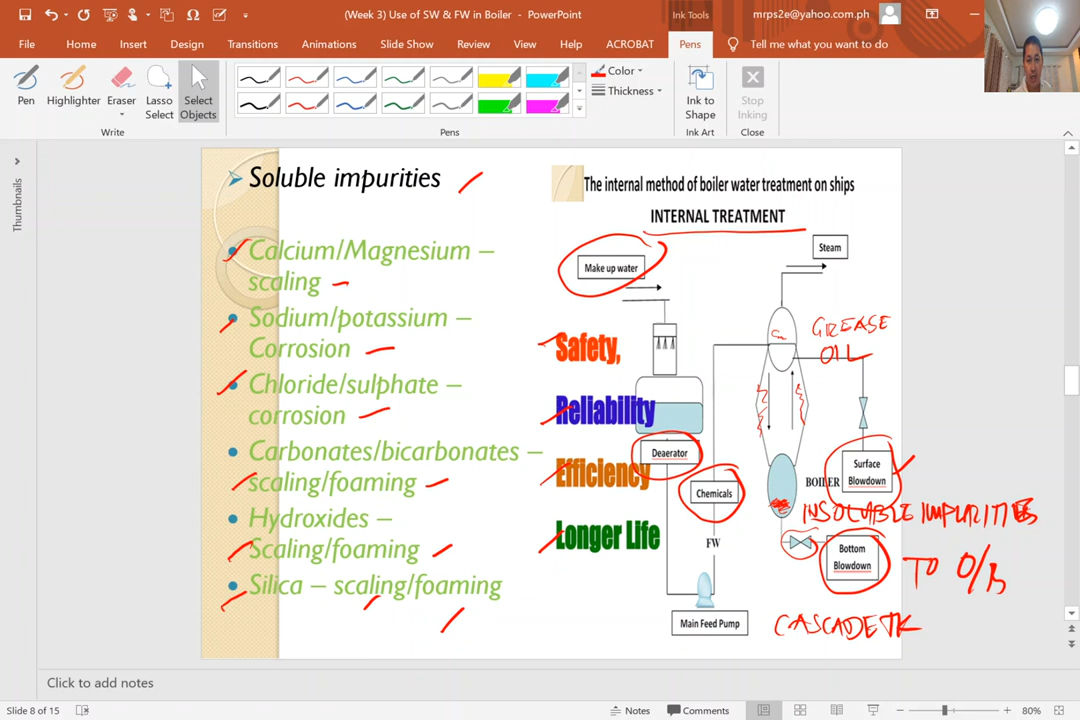 (Week 3) Use of SW & FW in Boiler - PowerPoint
Ink Tools
mrps2e@yahoo.com.ph
File
Home
Insert
Design
Transitions
Animations
Slide Show
Review
View
Help
ACROBAT
Pens
Tell me what you want to do
Pen
Highlighter
Eraser
Lasso
Select
Select
Objects
Color
Thickness
Ink to
Shape
Stop
Inking
Write
Pens
Ink Art
Close
Thumbnails
Soluble impurities
Calcium/Magnesium –
scaling
Sodium/potassium –
Corrosion
Chloride/sulphate –
corrosion
Carbonates/bicarbonates –
scaling/foaming
Hydroxides –
Scaling/foaming
Silica – scaling/foaming
The internal method of boiler water treatment on ships
INTERNAL TREATMENT
Make up water
Steam
GREASE
OIL
Safety,
Reliability
Efficiency
Longer Life
Deaerator
Chemicals
FW
Main Feed Pump
BOILER
Surface
Blowdown
INSOLUBLE IMPURITIES
Bottom
Blowdown
TO O/B
CASCADE TK
Click to add notes
Slide 8 of 15
Notes
Comments
80%